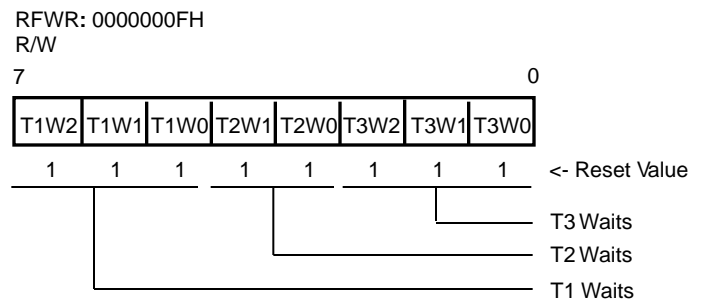 RFWR: 0000000FH
R/W
7 0
T1W2 T1W1 T1W0 T2W1 T2W0 T3W2 T3W1 T3W0
1 1 1 1 1 1 1 1 <- Reset Value
T3 Waits
T2 Waits
T1 Waits